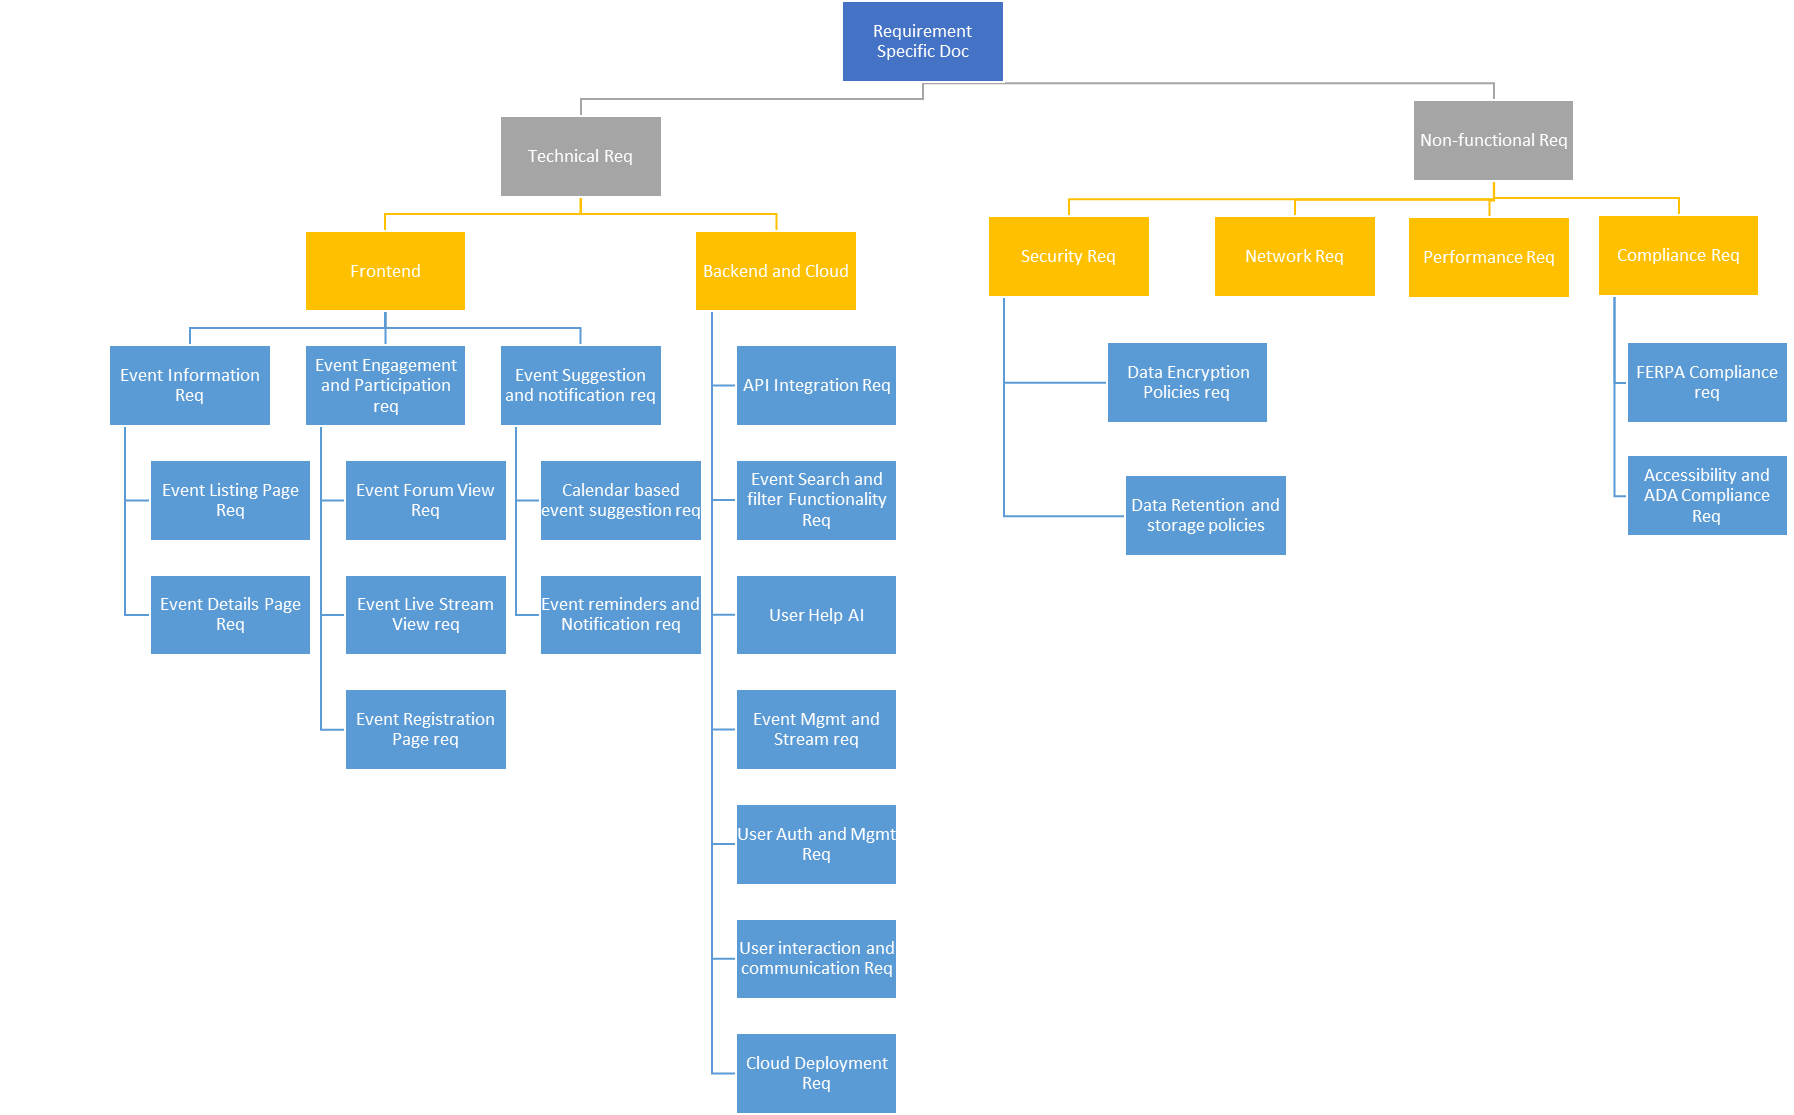 Requirement
Specific Doc
Technical Req
Non-functional Req
Frontend
Backend and Cloud
Security Req
Network Req
Performance Req
Compliance Req
Event Information
Req
Event Engagement
and Participation
req
Event Suggestion
and notification req
Event Listing Page
Req
Event Details Page
Req
Event Forum View
Req
Event Live Stream
View req
Event Registration
Page req
Calendar based
event suggestion req
Event reminders and
Notification req
API Integration Req
Event Search and
filter Functionality
Req
User Help AI
Event Mgmt and
Stream req
User Auth and Mgmt
Req
User interaction and
communication Req
Cloud Deployment
Req
Data Encryption
Policies req
Data Retention and
storage policies
FERPA Compliance
req
Accessibility and
ADA Compliance
Req